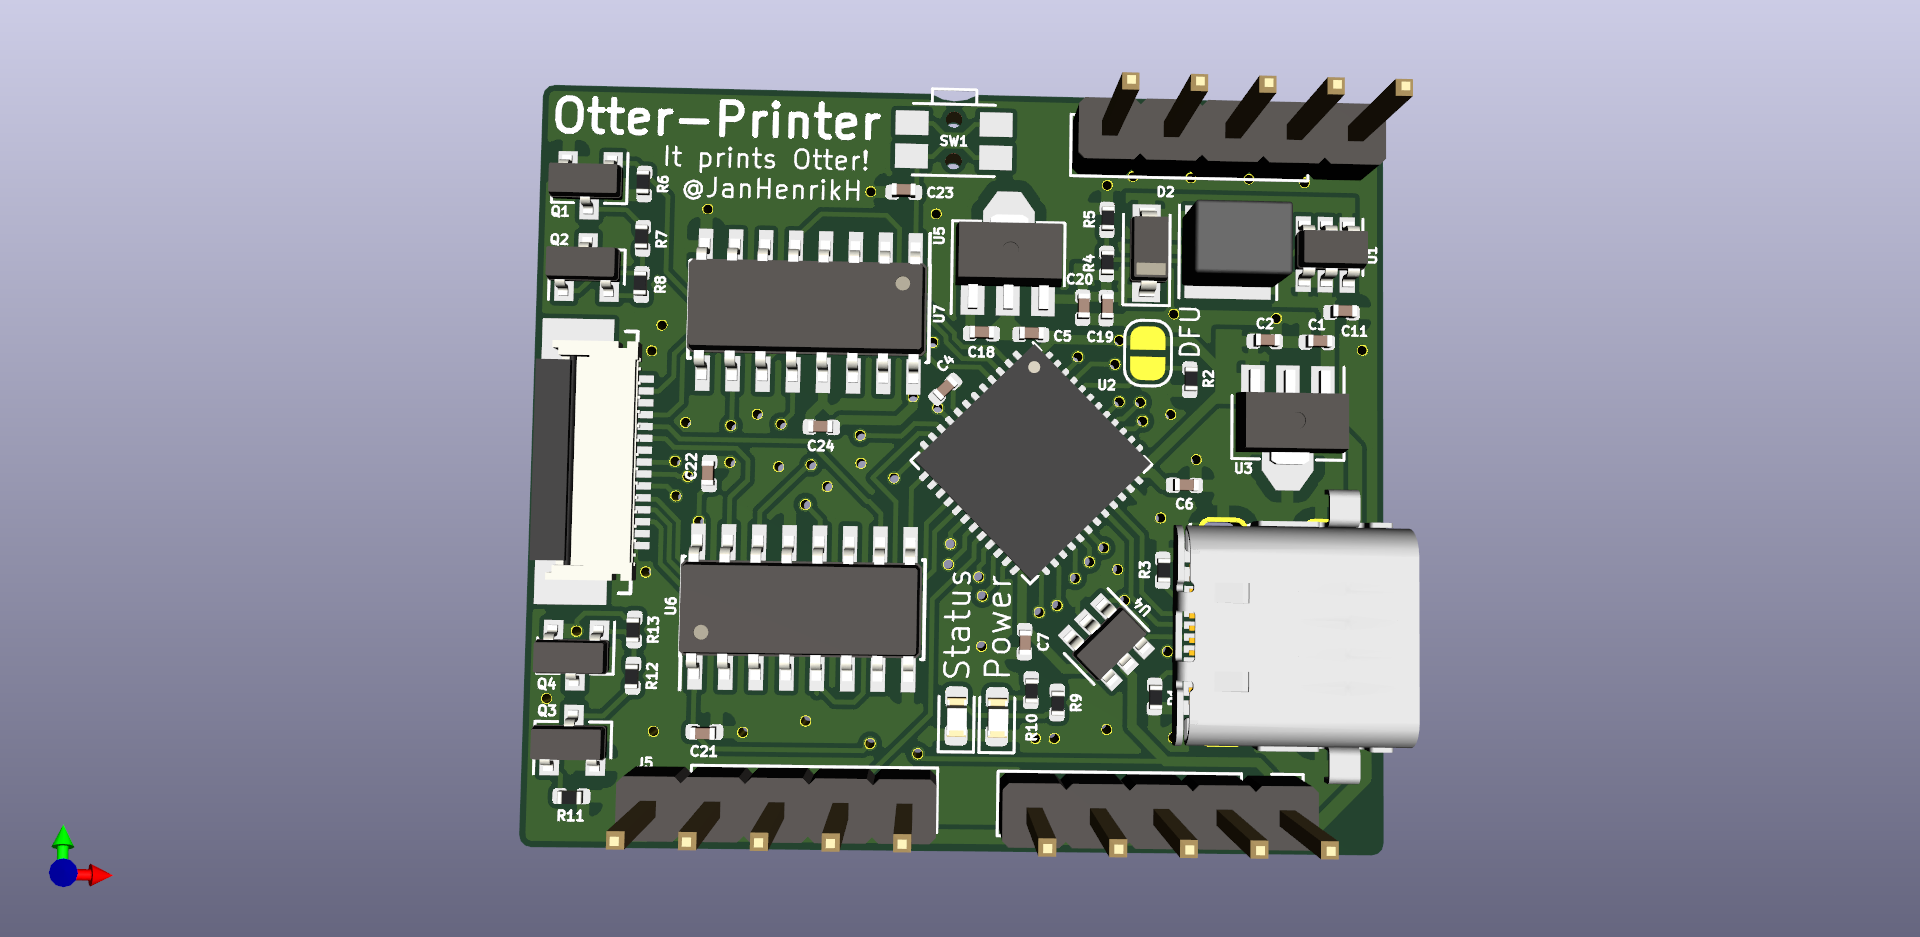 Otter-Printer
It prints Otter!
@JanHenrikH
SW1
C23
D2
Q1
R6
Q2
R7
R8
U5
U7
R5
R4
C20
U1
C18
C5
C19
DFU
C2
C1
C11
C4
U2
R2
C24
C22
U3
C6
U6
Status
Power
R3
U4
C7
R13
R12
Q4
Q3
R10
R9
C21
J5
R11